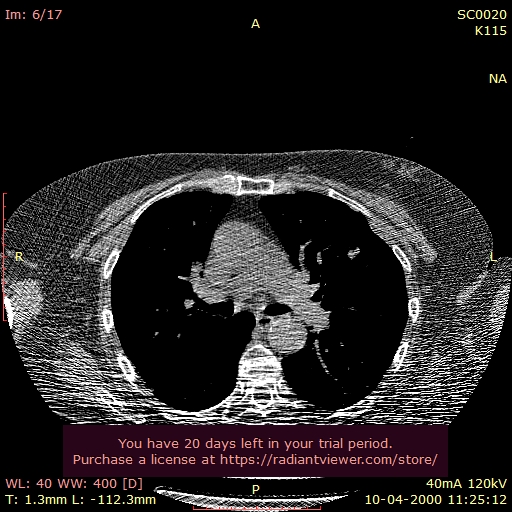 Im: 6/17
A
SC0020
K115
NA
R
L
You have 20 days left in your trial period.
Purchase a license at https://radiantviewer.com/store/
WL: 40 WW: 400 [D]
P
40mA 120kV
T: 1.3mm L: -112.3mm
10-04-2000 11:25:12